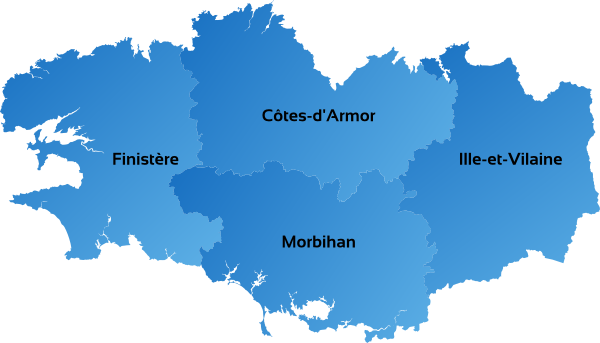 Côtes-d'Armor
Finistère
Ille-et-Vilaine
Morbihan